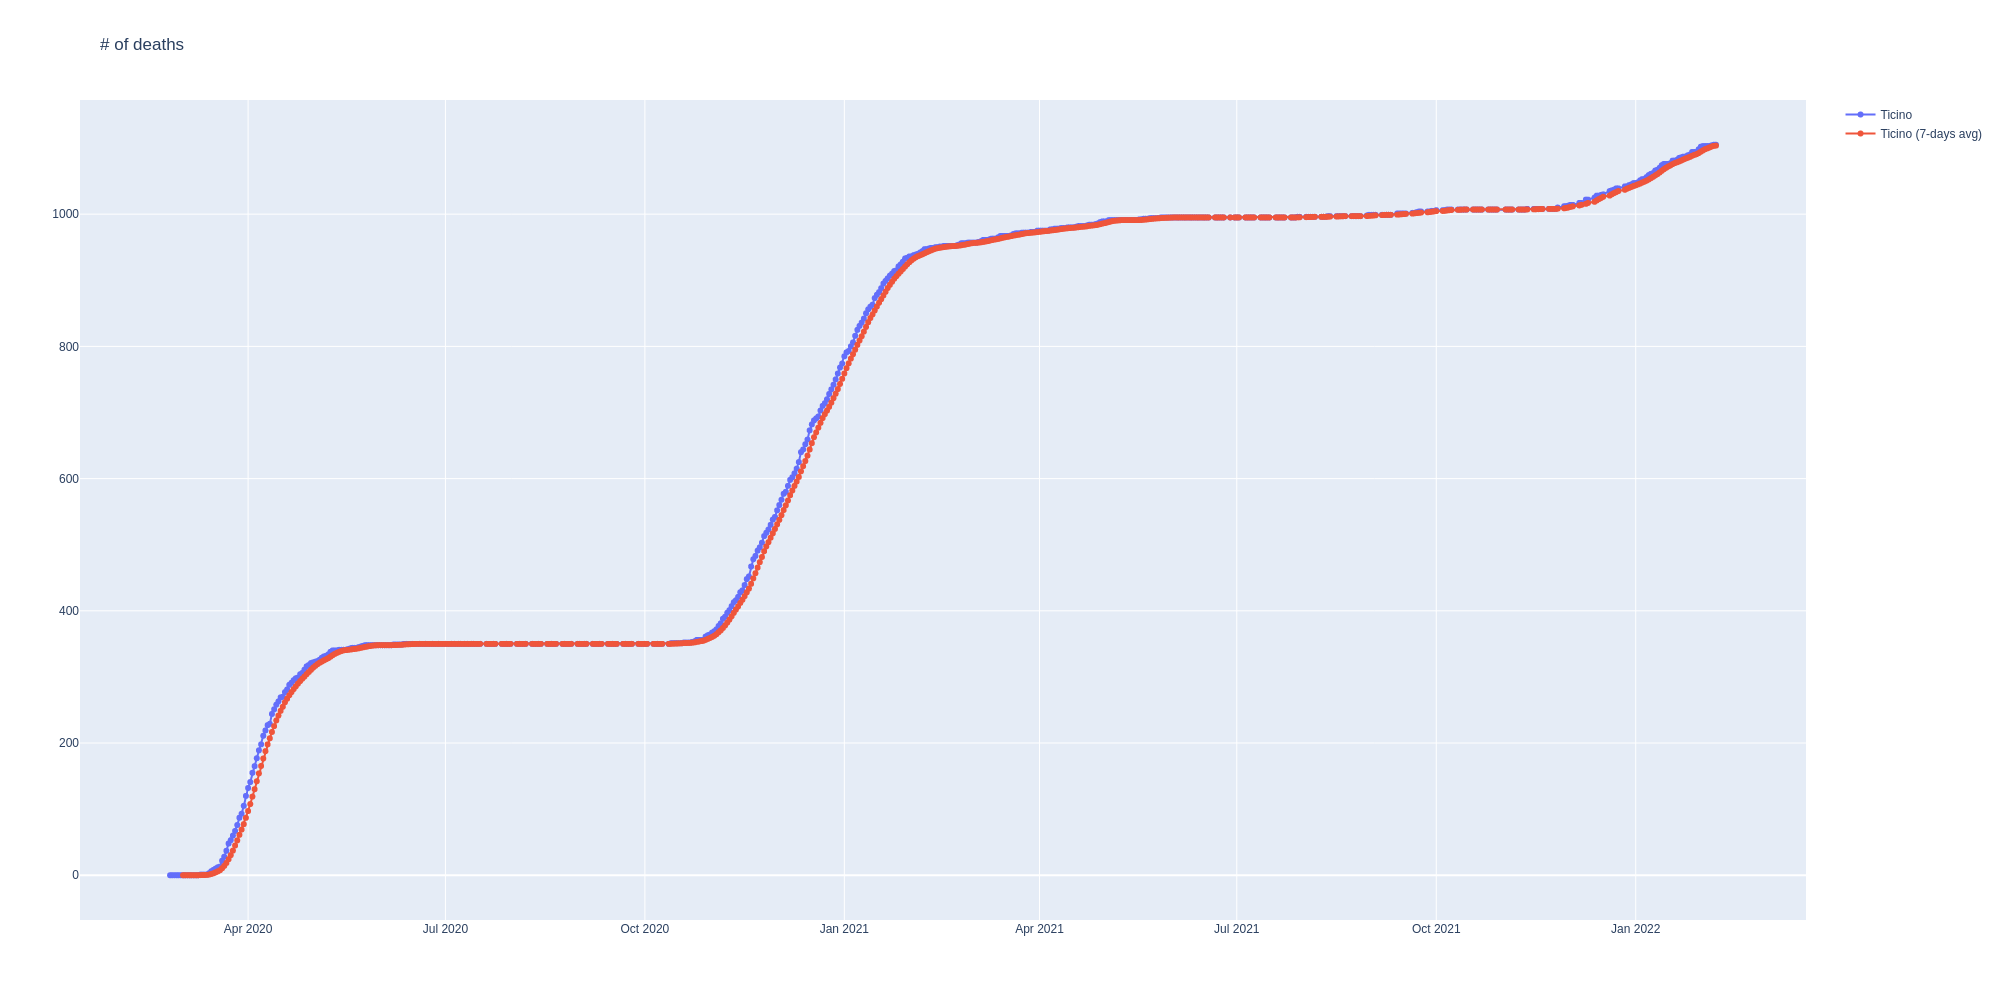 # of deaths
Ticino
Ticino (7-days avg)
1000
800
600
400
200
0
Apr 2020
Jul 2020
Oct 2020
Jan 2021
Apr 2021
Jul 2021
Oct 2021
Jan 2022